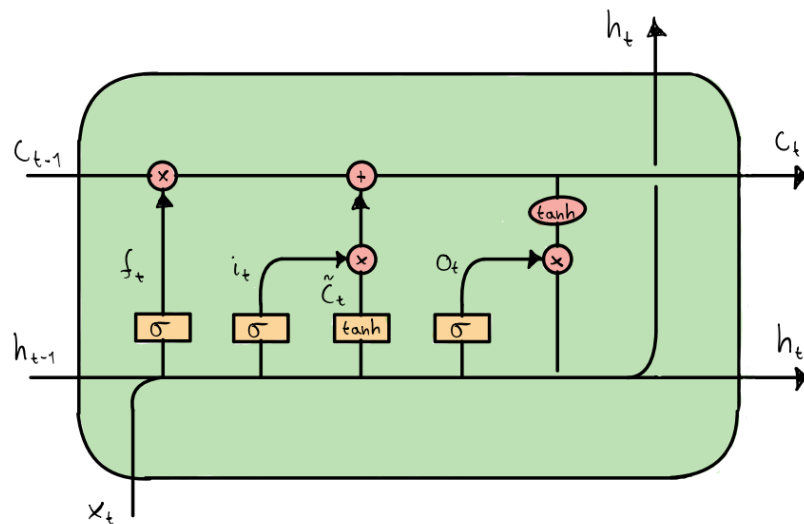 h_t
C_{t-1}
C_t
x
+
tanh
f_t
i_t
x
C̃_t
O_t
x
σ
σ
tanh
σ
h_{t-1}
h_t
x_t